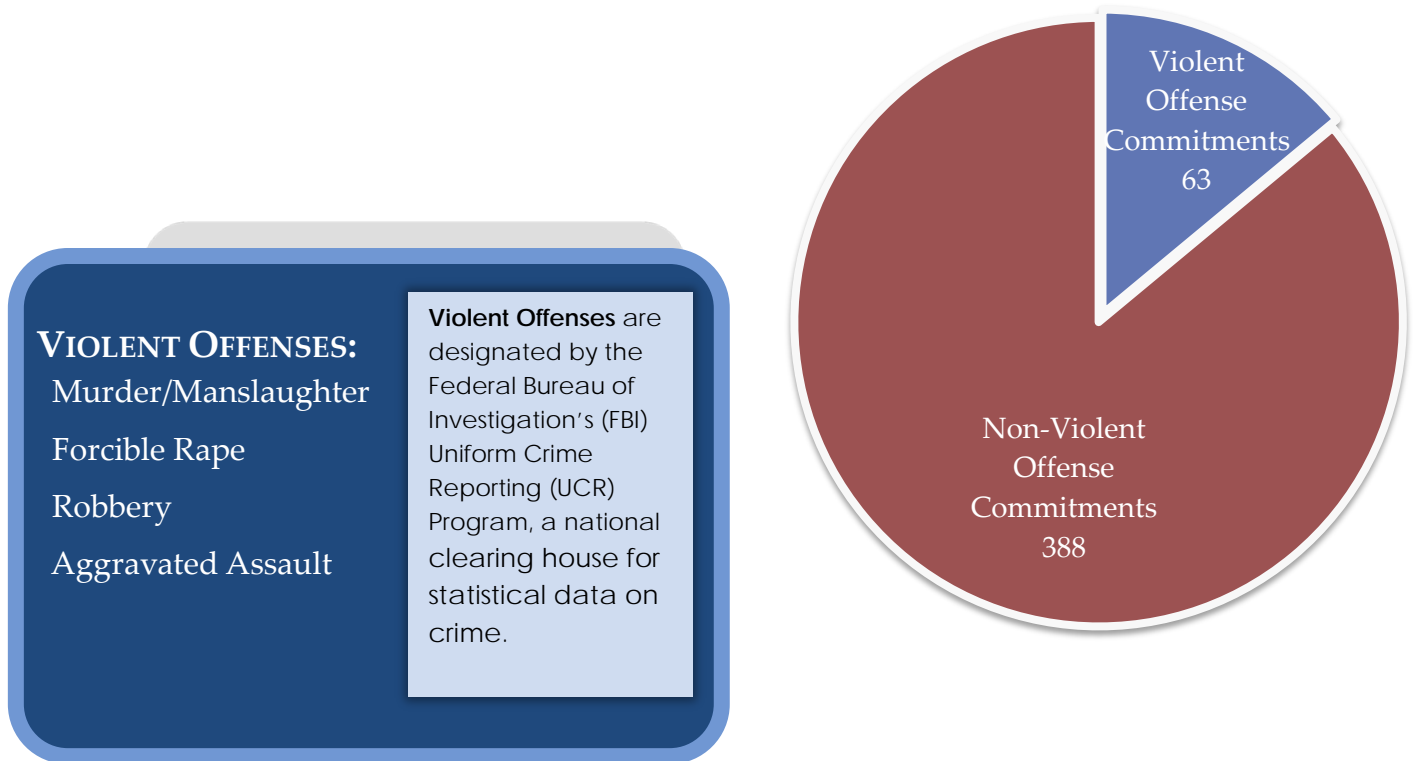 VIOLENT OFFENSES:
Murder/Manslaughter
Forcible Rape
Robbery
Aggravated Assault
Violent Offenses are
designated by the
Federal Bureau of
Investigation’s (FBI)
Uniform Crime
Reporting (UCR)
Program, a national
clearing house for
statistical data on
crime.
Violent
Offense
Commitments
63
Non-Violent
Offense
Commitments
388